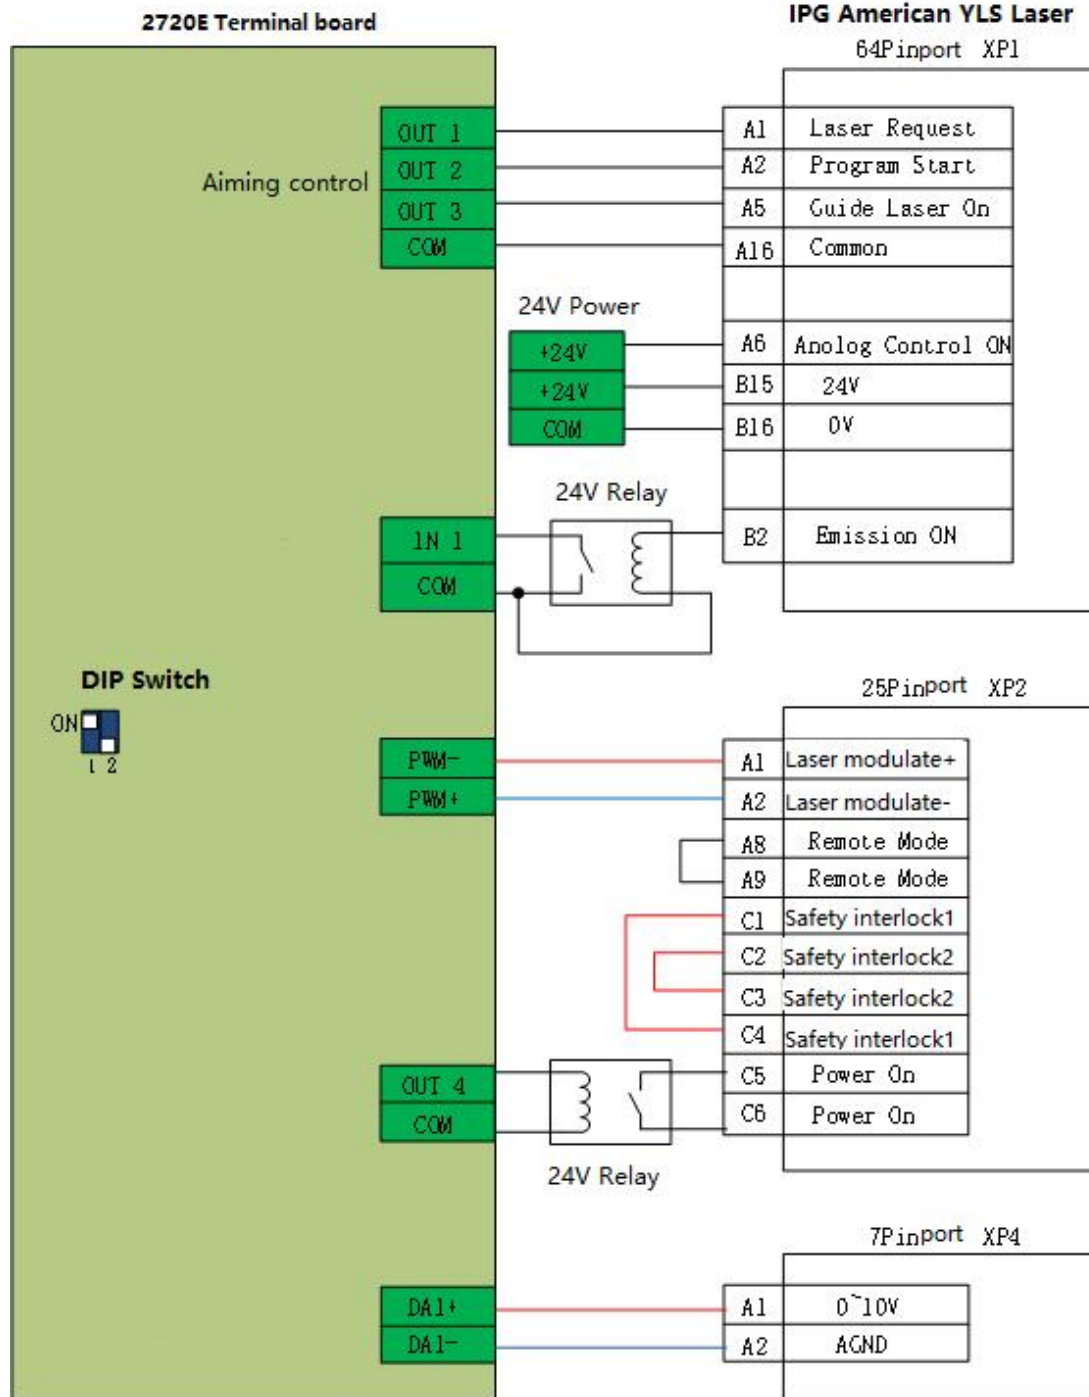 2720E Terminal board
IPG American YLS Laser
64Pinport XP1
OUT 1
A1 Laser Request
Aiming control
OUT 2
A2 Program Start
OUT 3
A5 Guide Laser On
COM
A16 Common
24V Power
+24V
A6 Anolog Control ON
+24V
B15 24V
COM
B16 0V
24V Relay
IN 1
B2 Emission ON
COM
DIP Switch
ON
1 2
25Pinport XP2
PWM-
A1 Laser modulate+
PWM+
A2 Laser modulate-
A8 Remote Mode
A9 Remote Mode
C1 Safety interlock1
C2 Safety interlock2
C3 Safety interlock2
C4 Safety interlock1
OUT 4
C5 Power On
COM
C6 Power On
24V Relay
7Pinport XP4
DA1+
A1 0~10V
DA1-
A2 AGND